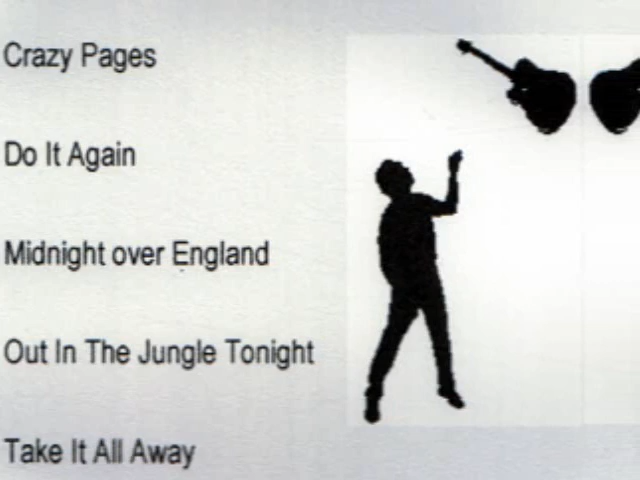 Crazy Pages
Do It Again
Midnight over England
Out In The Jungle Tonight
Take It All Away